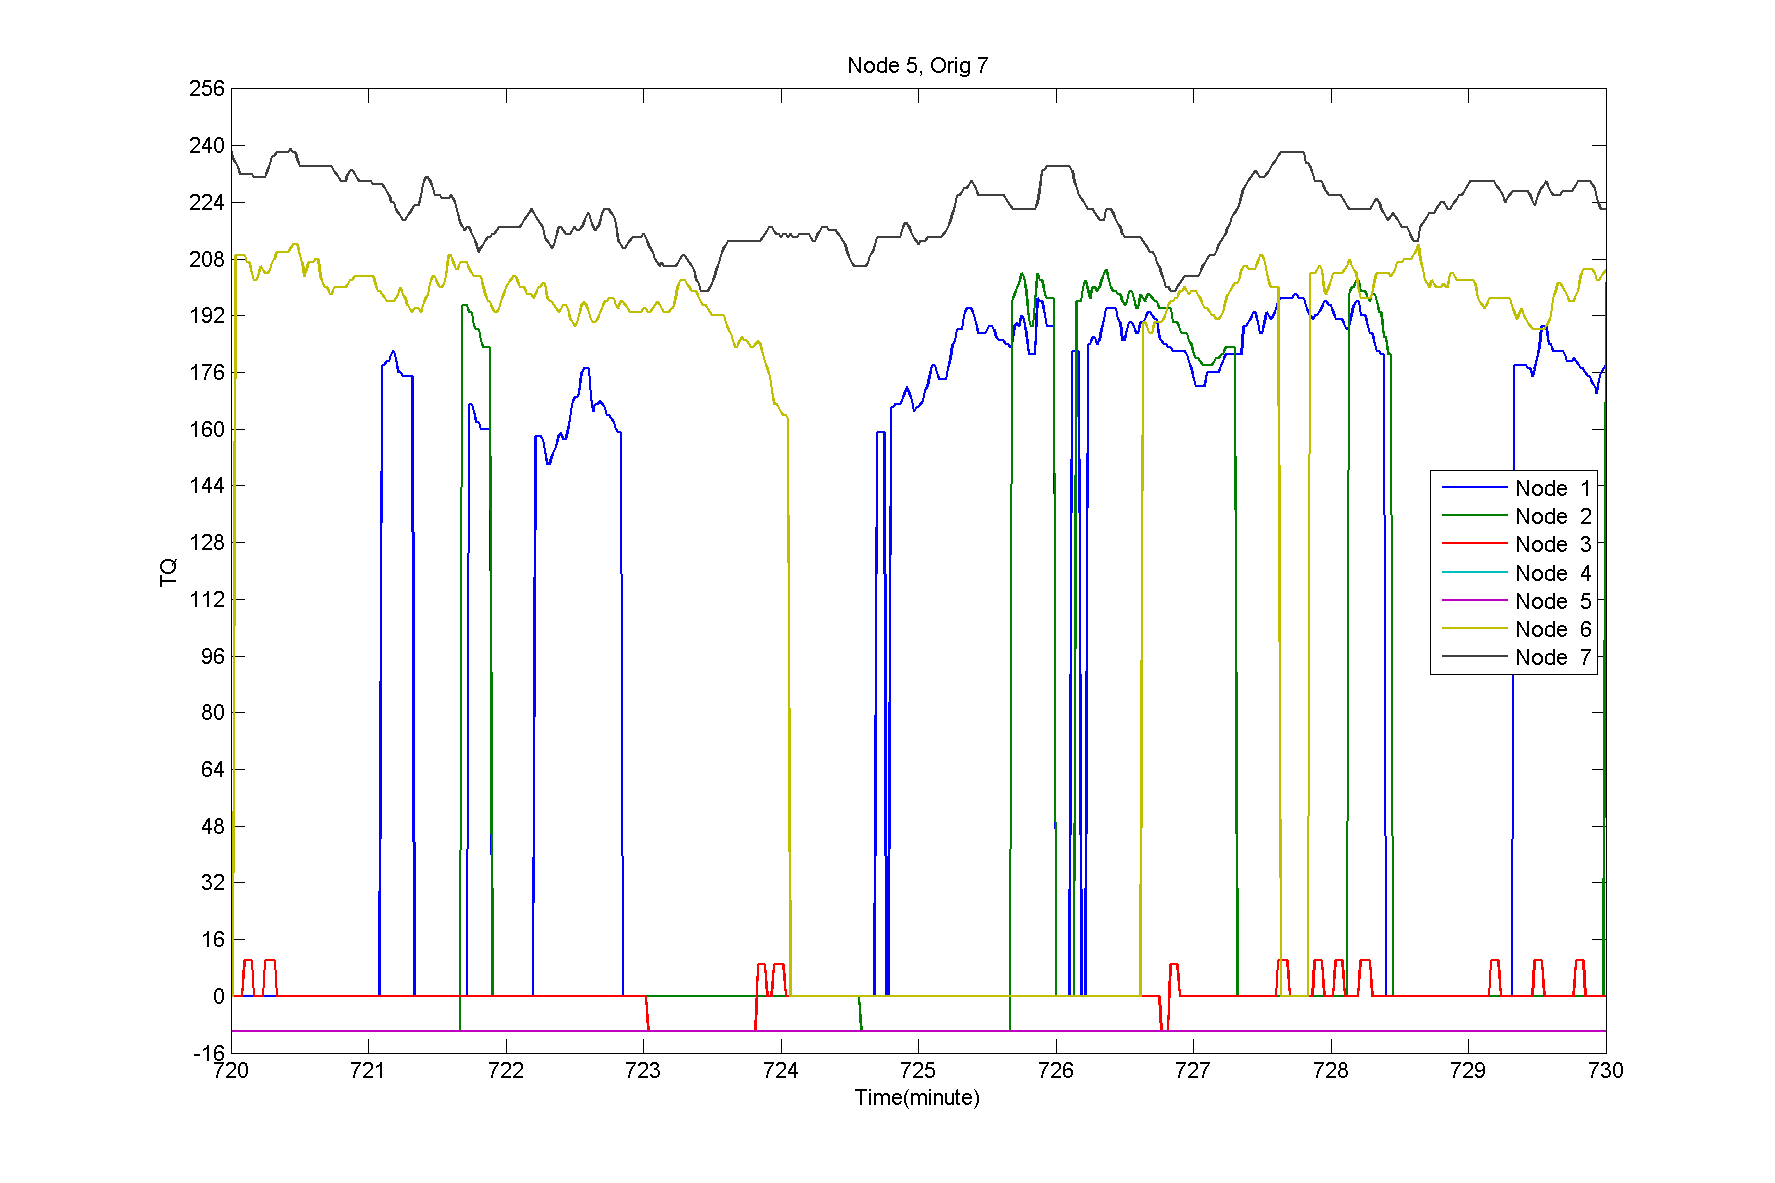 Node 5, Orig 7
256
240
224
208
192
176
160
144
128
112
96
80
64
48
32
16
0
-16
TQ
Node 1
Node 2
Node 3
Node 4
Node 5
Node 6
Node 7
720 721 722 723 724 725 726 727 728 729 730
Time(minute)